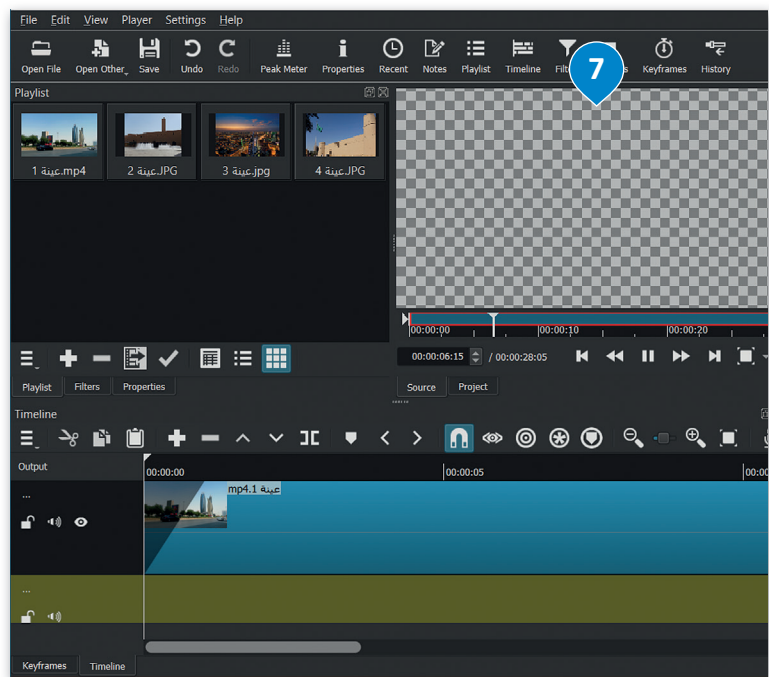 File Edit View Player Settings Help
Open File Open Other Save Undo Redo Peak Meter Properties Recent Notes Playlist Timeline Keyframes History
7
Playlist
عينة 1.mp4 عينة 2.JPG عينة 3.jpg عينة 4.JPG
00:00:00 00:00:10 00:00:20
00:00:06:15 / 00:00:28:05
Playlist Filters Properties
Source Project
Timeline
Output
00:00:00 00:00:05
عينة 1.mp4
...
...
Keyframes Timeline